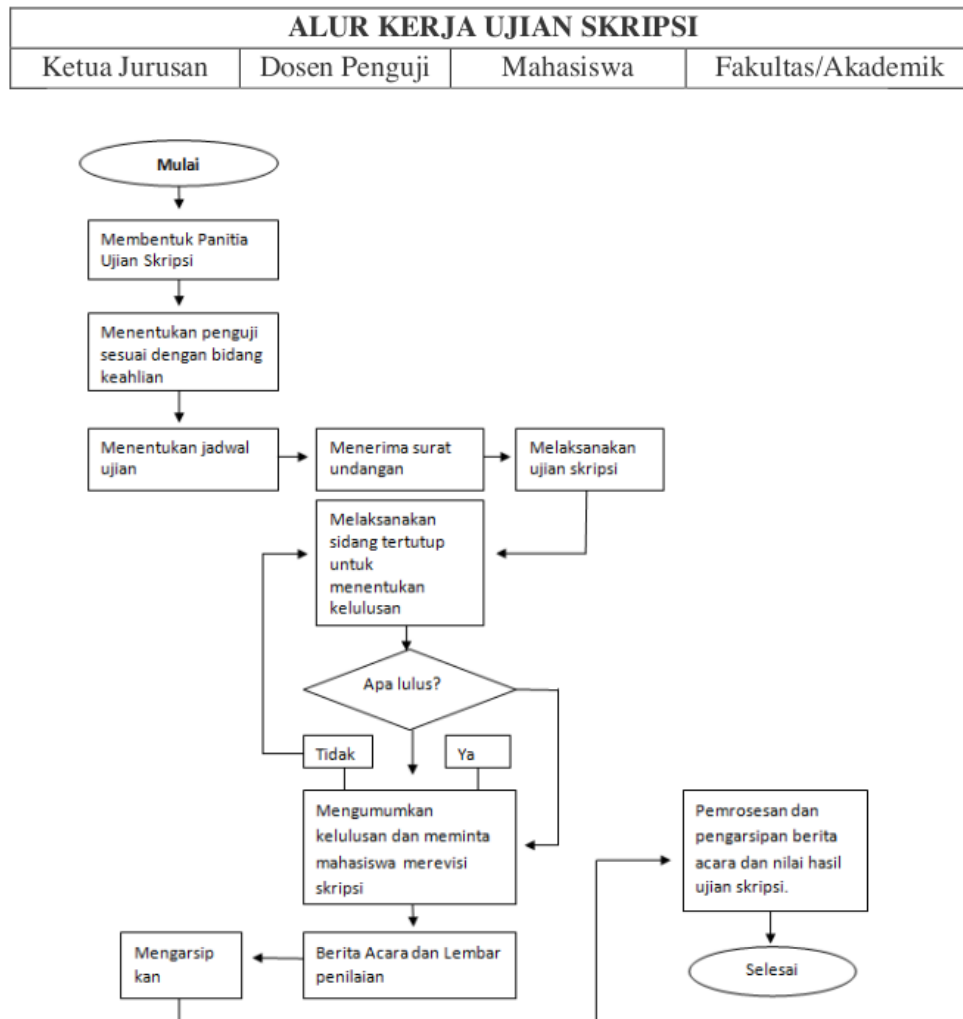 ALUR KERJA UJIAN SKRIPSI
Ketua Jurusan
Dosen Penguji
Mahasiswa
Fakultas/Akademik
Mulai
Membentuk Panitia
Ujian Skripsi
Menentukan penguji
sesuai dengan bidang
keahlian
Menentukan jadwal
ujian
Menerima surat
undangan
Melaksanakan
ujian skripsi
Melaksanakan
sidang tertutup
untuk
menentukan
kelulusan
Apa lulus?
Tidak
Ya
Mengumumkan
kelulusan dan meminta
mahasiswa merevisi
skripsi
Berita Acara dan Lembar
penilaian
Mengarsip
kan
Pemrosesan dan
pengarsipan berita
acara dan nilai hasil
ujian skripsi.
Selesai